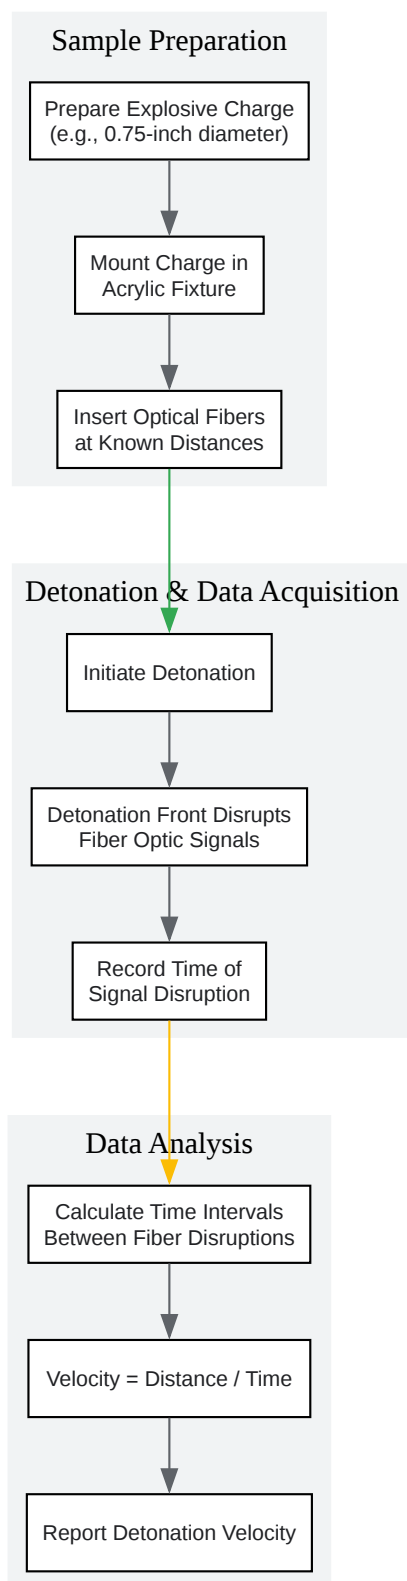 Sample Preparation
Prepare Explosive Charge
(e.g., 0.75-inch diameter)
Mount Charge in
Acrylic Fixture
Insert Optical Fibers
at Known Distances
Detonation & Data Acquisition
Initiate Detonation
Detonation Front Disrupts
Fiber Optic Signals
Record Time of
Signal Disruption
Data Analysis
Calculate Time Intervals
Between Fiber Disruptions
Velocity = Distance / Time
Report Detonation Velocity